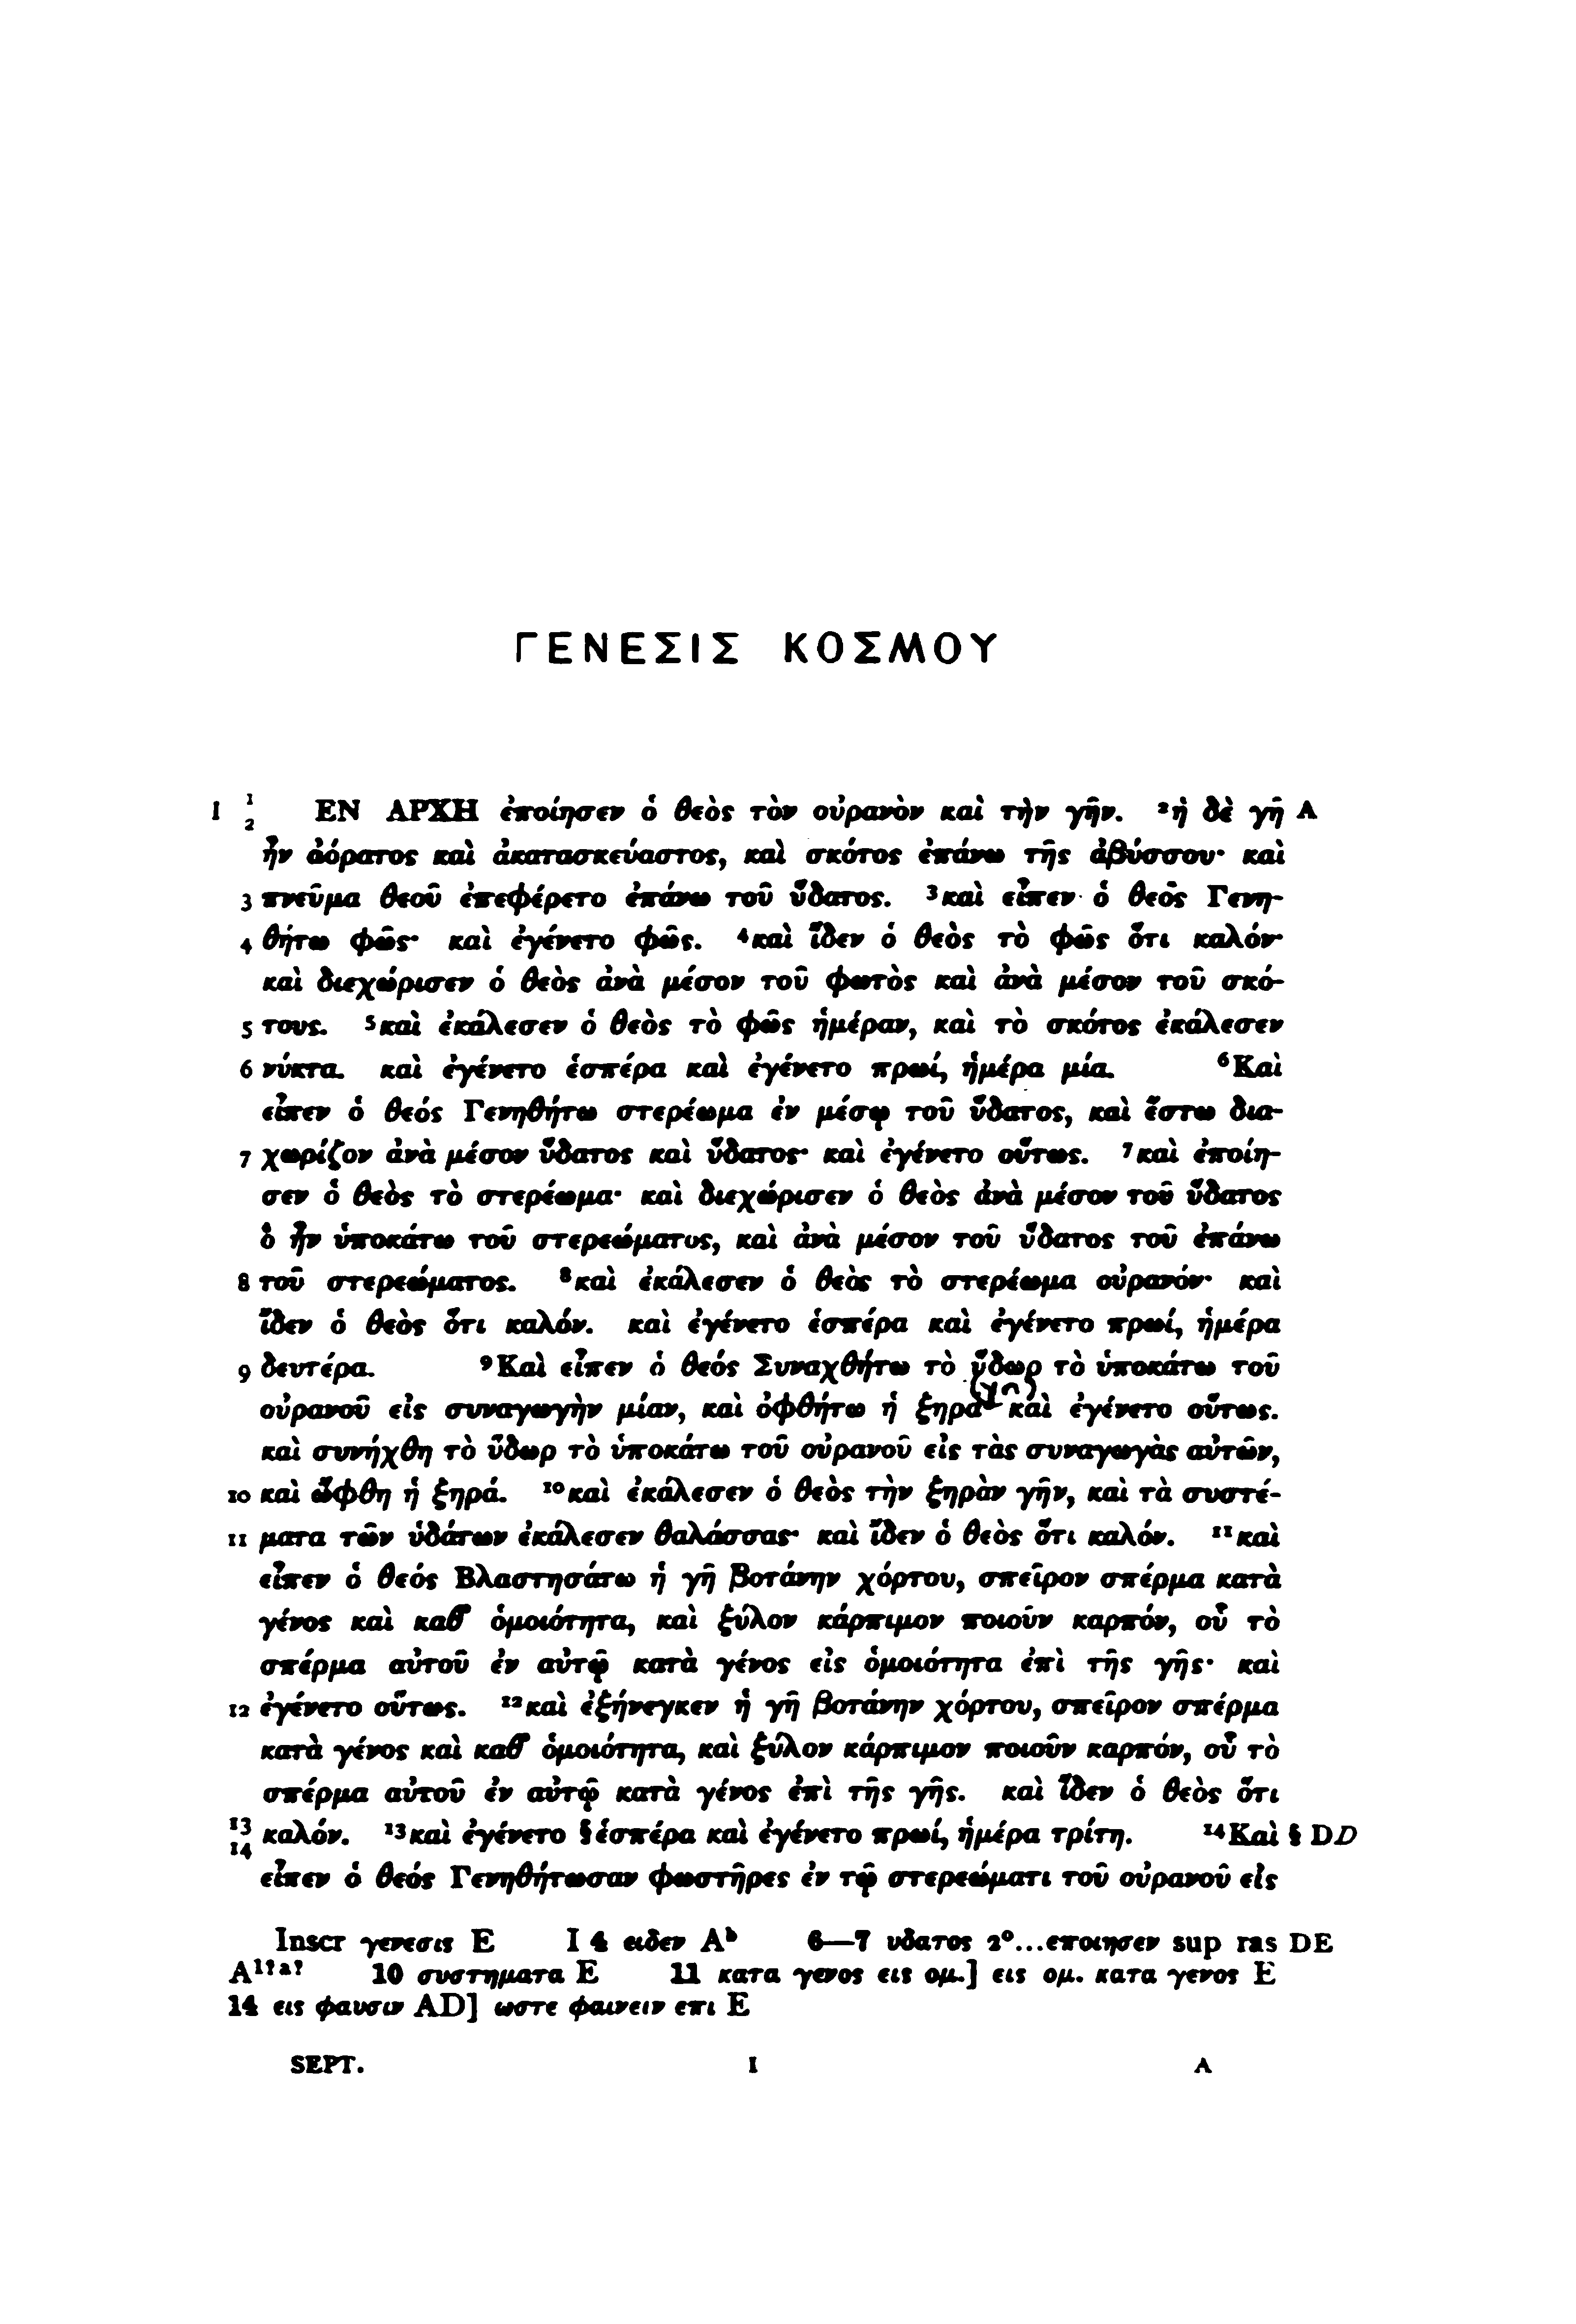 ΓΕΝΕΣΙΣ ΚΟΣΜΟΥ
I 1 2 ΕΝ ΑΡΧΗ ἐποίησεν ὁ θεὸς τὸν οὐρανὸν καὶ τὴν γῆν. ²ἡ δὲ γῆ A
ἦν ἀόρατος καὶ ἀκατασκεύαστος, καὶ σκότος ἐπάνω τῆς ἀβύσσου· καὶ
3 πνεῦμα θεοῦ ἐπεφέρετο ἐπάνω τοῦ ὕδατος. ³καὶ εἶπεν ὁ θεός Γενη-
4 θήτω φῶς· καὶ ἐγένετο φῶς. ⁴καὶ ἴδεν ὁ θεὸς τὸ φῶς ὅτι καλόν·
καὶ διεχώρισεν ὁ θεὸς ἀνὰ μέσον τοῦ φωτὸς καὶ ἀνὰ μέσον τοῦ σκό-
5 τους. ⁵καὶ ἐκάλεσεν ὁ θεὸς τὸ φῶς ἡμέραν, καὶ τὸ σκότος ἐκάλεσεν
6 νύκτα. καὶ ἐγένετο ἑσπέρα καὶ ἐγένετο πρωί, ἡμέρα μία. ⁶Καὶ
εἶπεν ὁ θεός Γενηθήτω στερέωμα ἐν μέσῳ τοῦ ὕδατος, καὶ ἔστω δια-
7 χωρίζον ἀνὰ μέσον ὕδατος καὶ ὕδατος· καὶ ἐγένετο οὕτως. ⁷καὶ ἐποίη-
σεν ὁ θεὸς τὸ στερέωμα· καὶ διεχώρισεν ὁ θεὸς ἀνὰ μέσον τοῦ ὕδατος
ὃ ἦν ὑποκάτω τοῦ στερεώματος, καὶ ἀνὰ μέσον τοῦ ὕδατος τοῦ ἐπάνω
8 τοῦ στερεώματος. ⁸καὶ ἐκάλεσεν ὁ θεὸς τὸ στερέωμα οὐρανόν· καὶ
ἴδεν ὁ θεὸς ὅτι καλόν. καὶ ἐγένετο ἑσπέρα καὶ ἐγένετο πρωί, ἡμέρα
9 δευτέρα. ⁹Καὶ εἶπεν ὁ θεός Συναχθήτω τὸ ὕδωρ τὸ ὑποκάτω τοῦ
οὐρανοῦ εἰς συναγωγὴν μίαν, καὶ ὀφθήτω ἡ ξηρά καὶ ἐγένετο οὕτως.
καὶ συνήχθη τὸ ὕδωρ τὸ ὑποκάτω τοῦ οὐρανοῦ εἰς τὰς συναγωγὰς αὐτῶν,
10 καὶ ὤφθη ἡ ξηρά. ¹⁰καὶ ἐκάλεσεν ὁ θεὸς τὴν ξηρὰν γῆν, καὶ τὰ συστέ-
11 ματα τῶν ὑδάτων ἐκάλεσεν θαλάσσας· καὶ ἴδεν ὁ θεὸς ὅτι καλόν. ¹¹καὶ
εἶπεν ὁ θεός Βλαστησάτω ἡ γῆ βοτάνην χόρτου, σπεῖρον σπέρμα κατὰ
γένος καὶ καθ' ὁμοιότητα, καὶ ξύλον κάρπιμον ποιοῦν καρπόν, οὗ τὸ
σπέρμα αὐτοῦ ἐν αὐτῷ κατὰ γένος εἰς ὁμοιότητα ἐπὶ τῆς γῆς· καὶ
12 ἐγένετο οὕτως. ¹²καὶ ἐξήνεγκεν ἡ γῆ βοτάνην χόρτου, σπεῖρον σπέρμα
κατὰ γένος καὶ καθ' ὁμοιότητα, καὶ ξύλον κάρπιμον ποιοῦν καρπόν, οὗ τὸ
σπέρμα αὐτοῦ ἐν αὐτῷ κατὰ γένος ἐπὶ τῆς γῆς. καὶ ἴδεν ὁ θεὸς ὅτι
13 14 καλόν. ¹³καὶ ἐγένετο §ἑσπέρα καὶ ἐγένετο πρωί, ἡμέρα τρίτη. ¹⁴Καὶ § DD
εἶπεν ὁ θεός Γενηθήτωσαν φωστῆρες ἐν τῷ στερεώματι τοῦ οὐρανοῦ εἰς
Inscr γενεσις E I 4 ειδεν Aᵇ 6—7 υδατος 2°...εποιησεν sup ras DE
A¹ˀᵃˀ 10 συστηματα E 11 κατα γενος εις ομ.] εις ομ. κατα γενος E
14 εις φαυσιν AD] ωστε φαινειν επι E
SEPT. 1 A